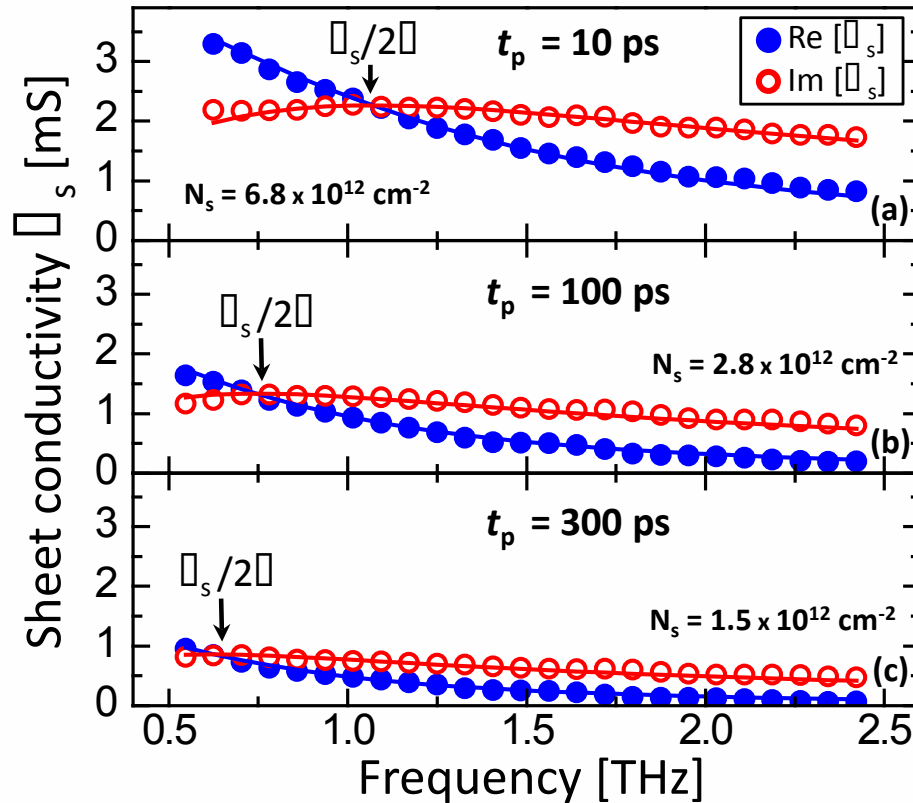 ▯s/2▯
tp = 10 ps
Re [▯s]
Im [▯s]
3
2
1
0
Ns = 6.8 x 10¹² cm⁻²
(a)
tp = 100 ps
▯s/2▯
3
2
1
0
Ns = 2.8 x 10¹² cm⁻²
(b)
tp = 300 ps
▯s/2▯
3
2
1
0
Ns = 1.5 x 10¹² cm⁻²
(c)
Sheet conductivity ▯s [mS]
0.5 1.0 1.5 2.0 2.5
Frequency [THz]